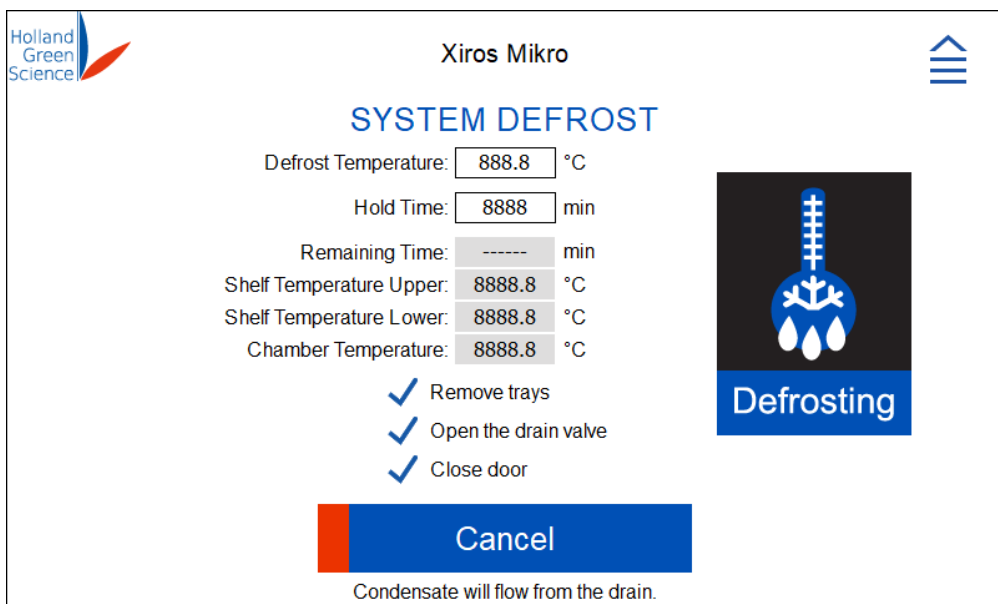 Holland
Green
Science
Xiros Mikro
SYSTEM DEFROST
Defrost Temperature: 888.8 °C
Hold Time: 8888 min
Remaining Time: ------ min
Shelf Temperature Upper: 8888.8 °C
Shelf Temperature Lower: 8888.8 °C
Chamber Temperature: 8888.8 °C
Remove trays
Open the drain valve
Close door
Defrosting
Cancel
Condensate will flow from the drain.